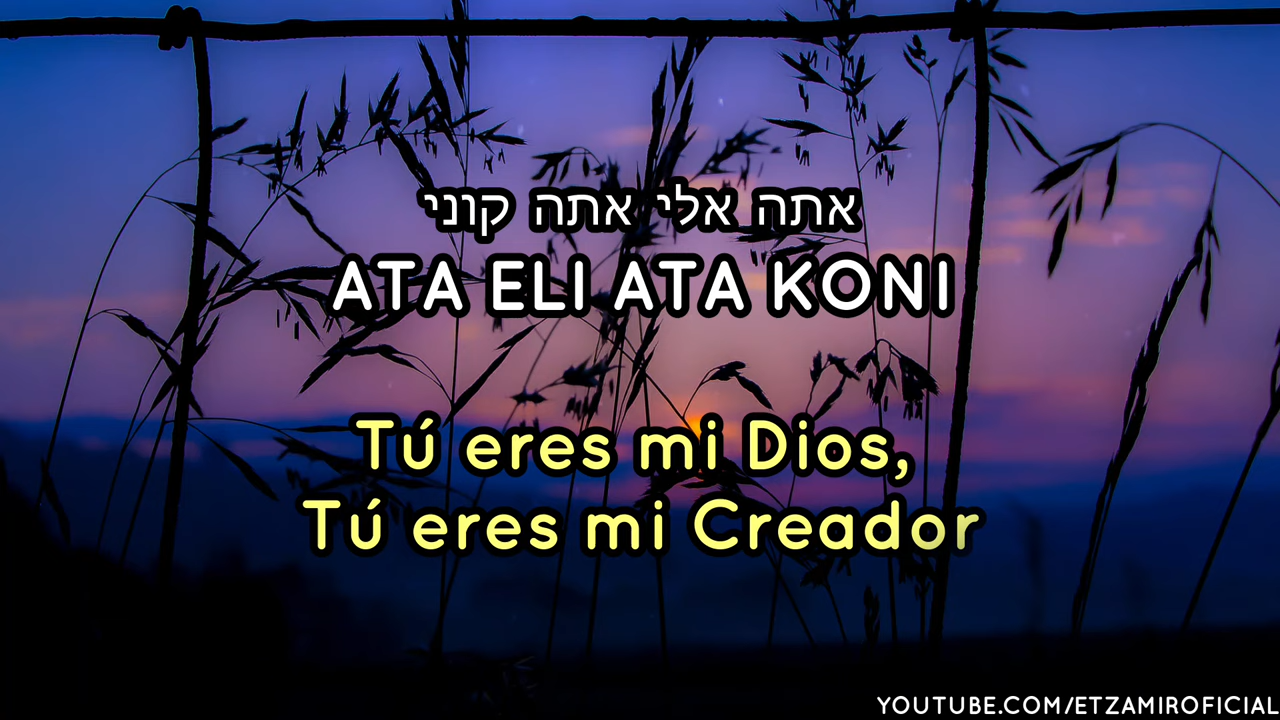 אתה אלי אתה קוני
ATA ELI ATA KONI
Tú eres mi Dios,
Tú eres mi Creador
YOUTUBE.COM/ETZAMIROFICIAL